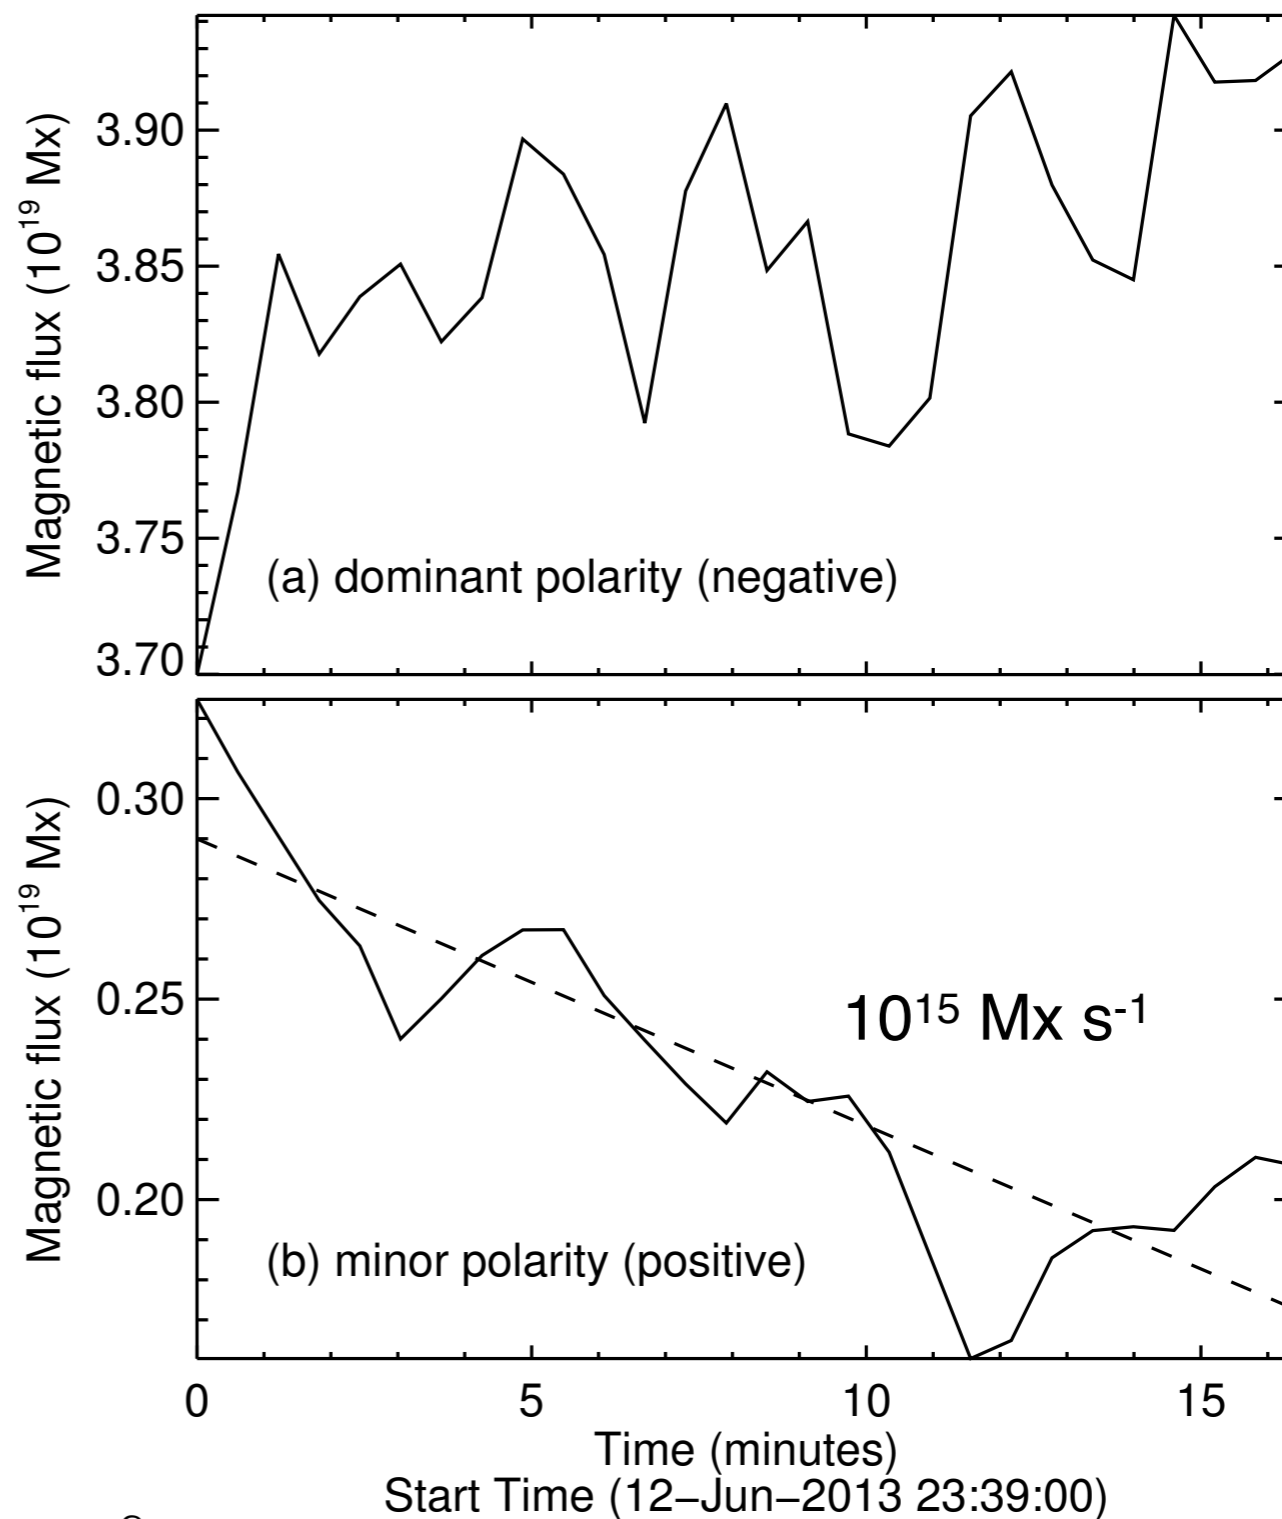 Magnetic flux (10¹⁹ Mx)
3.90
3.85
3.80
3.75
3.70
(a) dominant polarity (negative)
Magnetic flux (10¹⁹ Mx)
0.30
0.25
0.20
10¹⁵ Mx s⁻¹
(b) minor polarity (positive)
0 5 10 15
Time (minutes)
Start Time (12−Jun−2013 23:39:00)